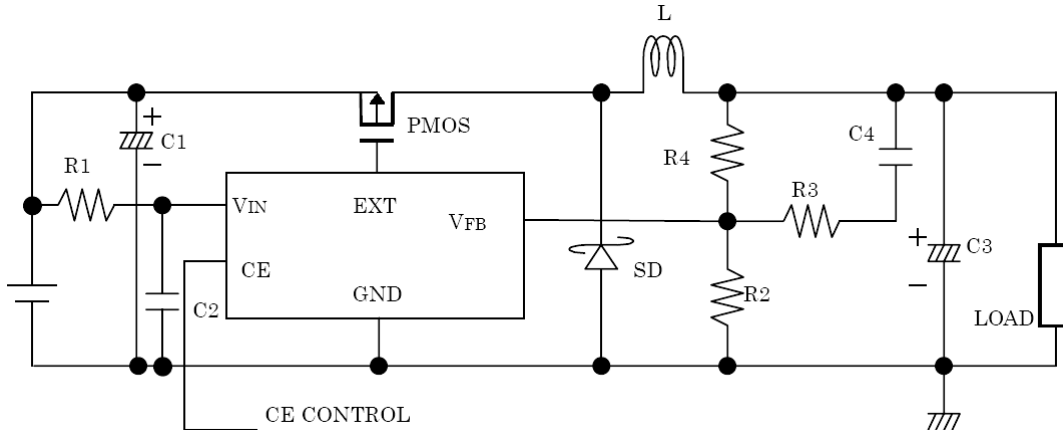 L
+
C1
−
PMOS
R4
C4
R1
R3
VIN
EXT
VFB
CE
GND
C2
SD
R2
+
C3
−
LOAD
CE CONTROL